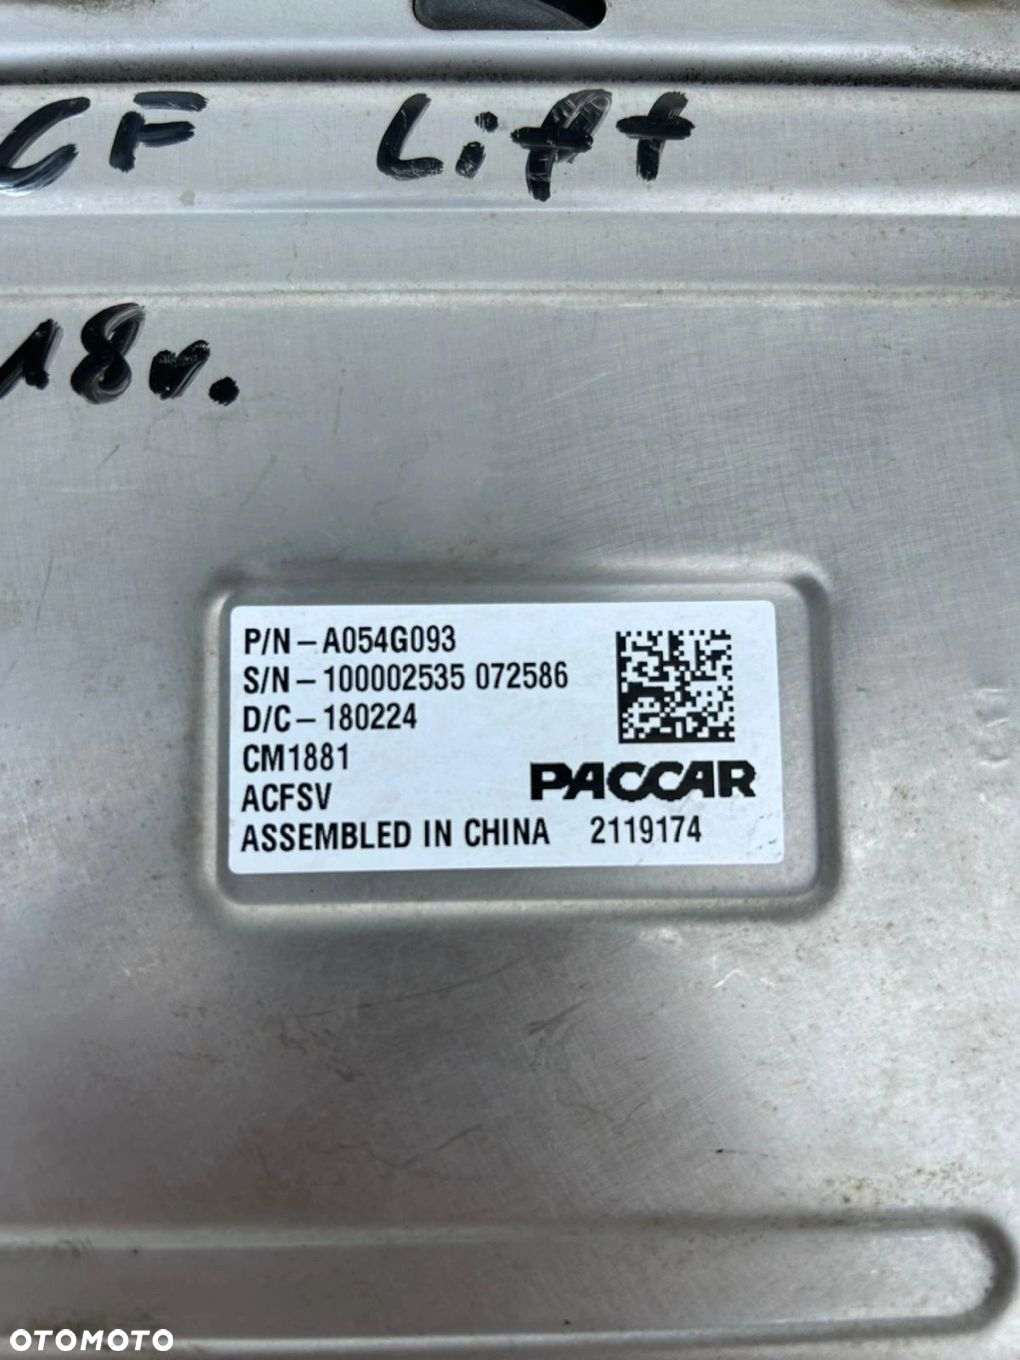 CF Lift
18r.
P/N – A054G093
S/N – 100002535 072586
D/C – 180224
CM1881
ACFSV
PACCAR
ASSEMBLED IN CHINA 2119174
OTOMOTO